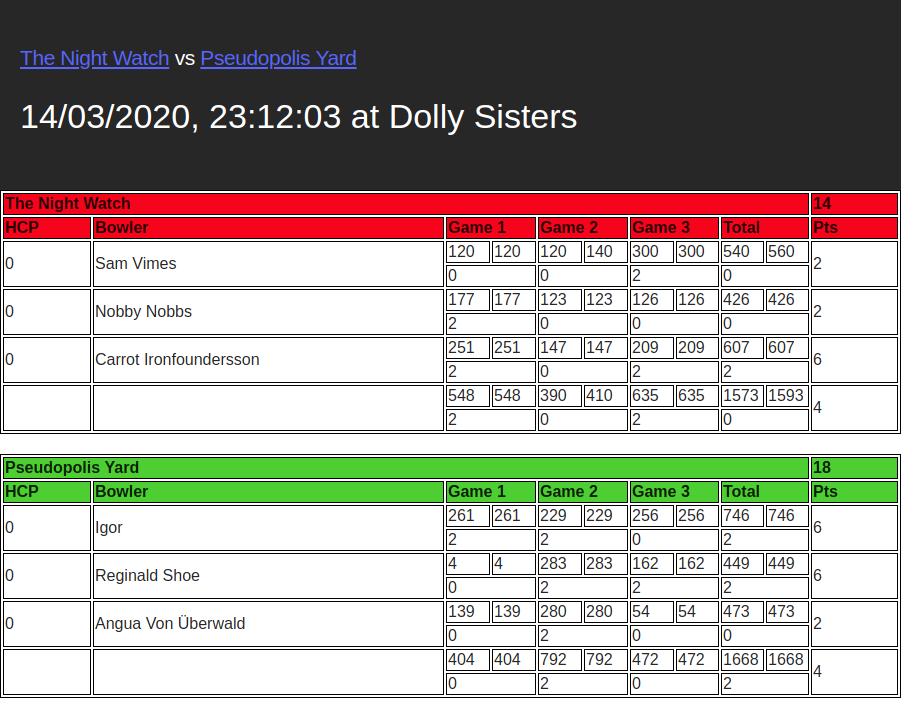 The Night Watch vs Pseudopolis Yard
14/03/2020, 23:12:03 at Dolly Sisters
The Night Watch 14
HCP Bowler Game 1 Game 2 Game 3 Total Pts
0 Sam Vimes 120 120 120 140 300 300 540 560 2
0 0 2 0
0 Nobby Nobbs 177 177 123 123 126 126 426 426 2
2 0 0 0
0 Carrot Ironfoundersson 251 251 147 147 209 209 607 607 6
2 0 2 2
548 548 390 410 635 635 1573 1593 4
2 0 2 0
Pseudopolis Yard 18
HCP Bowler Game 1 Game 2 Game 3 Total Pts
0 Igor 261 261 229 229 256 256 746 746 6
2 2 0 2
0 Reginald Shoe 4 4 283 283 162 162 449 449 6
0 2 2 2
0 Angua Von Überwald 139 139 280 280 54 54 473 473 2
0 2 0 0
404 404 792 792 472 472 1668 1668 4
0 2 0 2